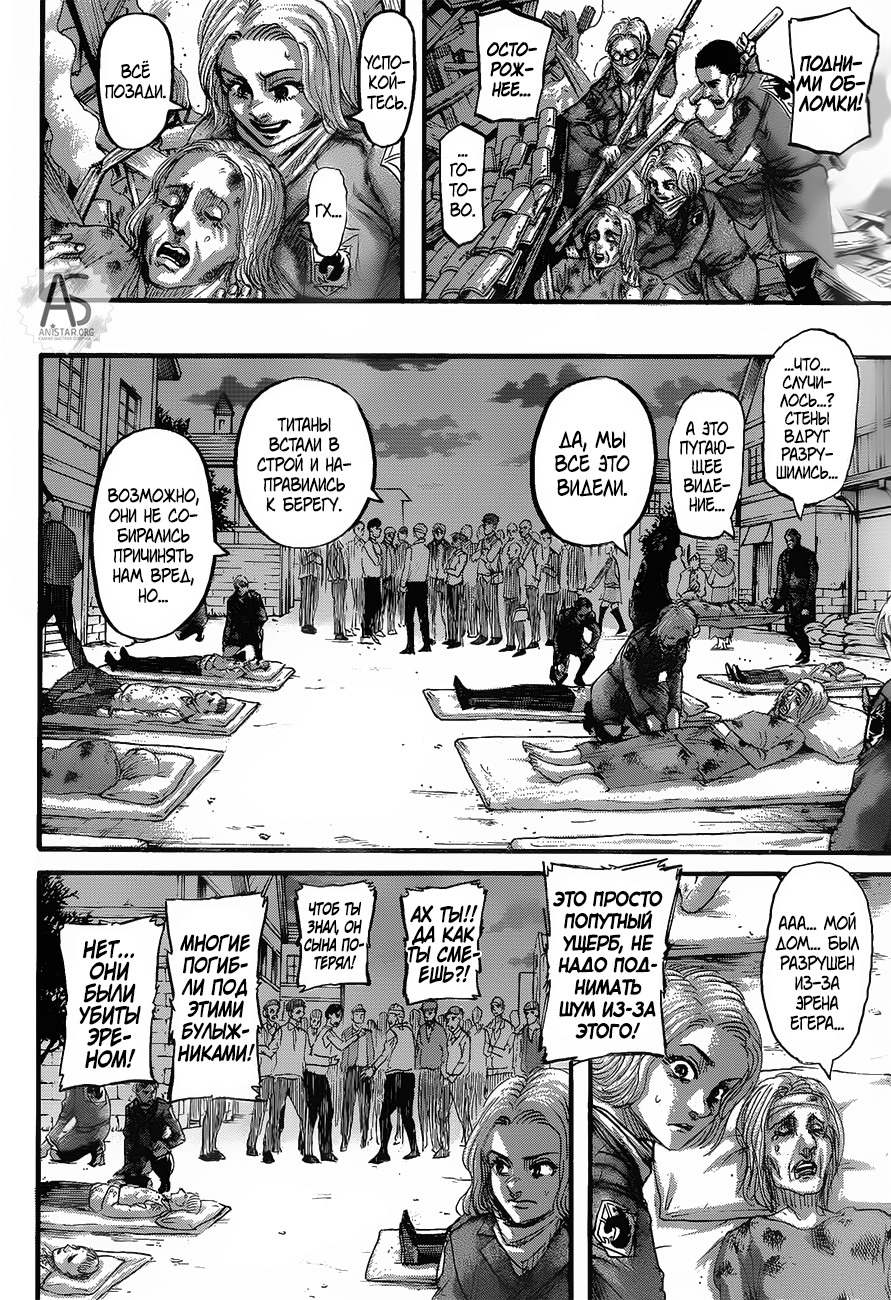 ПОДНИ-
МИ ОБ-
ЛОМКИ!
ОСТО-
РОЖ-
НЕЕ...
...
ГО-
ТО-
ВО.
УСПО-
КОЙ-
ТЕСЬ.
ВСЁ
ПОЗАДИ.
ГХ...
AS
ANISTAR.ORG
...ЧТО...
СЛУЧИ-
ЛОСЬ...?
СТЕНЫ
ВДРУГ
РАЗРУ-
ШИЛИСЬ...
А ЭТО
ПУГАЮ-
ЩЕЕ
ВИДЕ-
НИЕ...
ДА, МЫ
ВСЕ ЭТО
ВИДЕЛИ.
ТИТАНЫ
ВСТАЛИ В
СТРОЙ И НА-
ПРАВИЛИСЬ
К БЕРЕГУ.
ВОЗМОЖНО,
ОНИ НЕ СО-
БИРАЛИСЬ
ПРИЧИНЯТЬ
НАМ ВРЕД,
НО...
ААА... МОЙ
ДОМ... БЫЛ
РАЗРУШЕН
ИЗ-ЗА
ЭРЕНА
ЕГЕРА...
ЭТО ПРОСТО
ПОПУТНЫЙ
УЩЕРБ, НЕ
НАДО ПОД-
НИМАТЬ
ШУМ ИЗ-ЗА
ЭТОГО!
АХ ТЫ!!
ДА КАК
ТЫ СМЕ-
ЕШЬ?!
ЧТОБ ТЫ
ЗНАЛ, ОН
СЫНА ПО-
ТЕРЯЛ!
МНОГИЕ
ПОГИБ-
ЛИ ПОД
ЭТИМИ
БУЛЫЖ-
НИКАМИ!
НЕТ...
ОНИ
БЫЛИ
УБИТЫ
ЭРЕ-
НОМ!